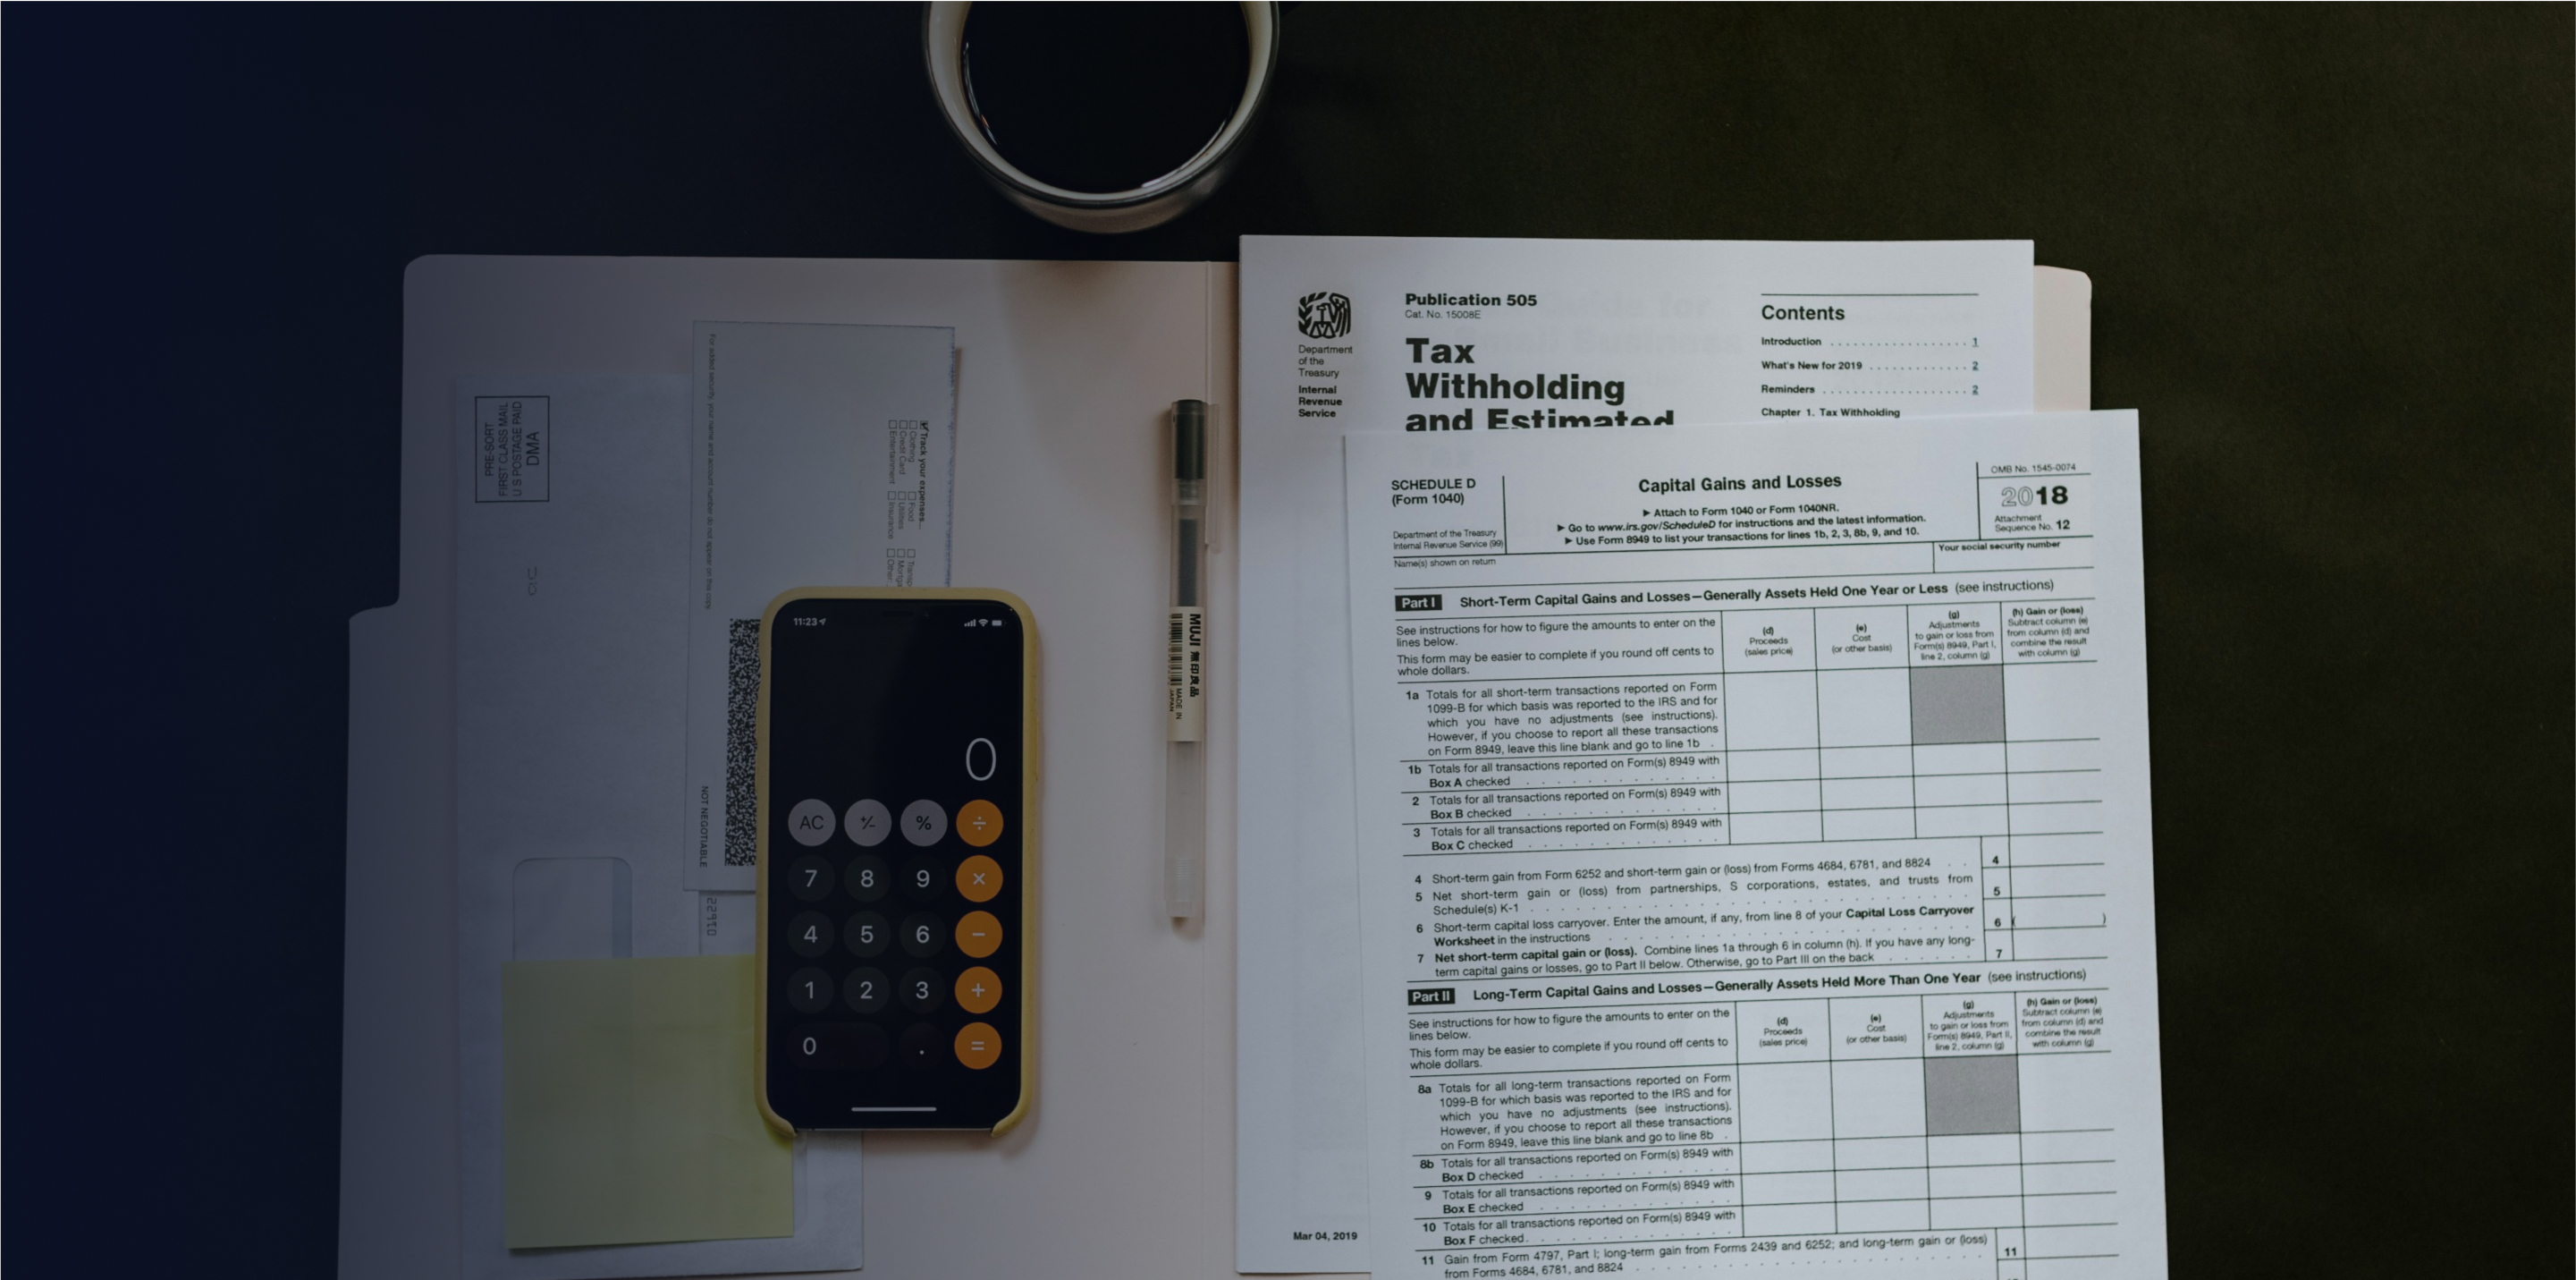 PRE-SORT
FIRST CLASS MAIL
U S POSTAGE PAID
DMA
For added security, your name and account number do not appear on this copy.
Track your expenses...
Clothing
Food
Credit Card
Utilities
Entertainment
Insurance
Other
NOT NEGOTIABLE
11:23
0
AC +/- % ÷
7 8 9 ×
4 5 6 −
1 2 3 +
0 . =
MUJI 無印良品
MADE IN
JAPAN
Department
of the
Treasury
Internal
Revenue
Service
Publication 505
Cat. No. 15008E
Tax
Withholding
and Estimated
Contents
Introduction . . . . . . . . . . . . . . . . . . 1
What's New for 2019 . . . . . . . . . . . . . 2
Reminders . . . . . . . . . . . . . . . . . . . 2
Chapter 1. Tax Withholding
Mar 04, 2019
SCHEDULE D
(Form 1040)
Department of the Treasury
Internal Revenue Service (99)
Capital Gains and Losses
► Attach to Form 1040 or Form 1040NR.
► Go to www.irs.gov/ScheduleD for instructions and the latest information.
► Use Form 8949 to list your transactions for lines 1b, 2, 3, 8b, 9, and 10.
OMB No. 1545-0074
2018
Attachment
Sequence No. 12
Name(s) shown on return
Your social security number
Part I Short-Term Capital Gains and Losses—Generally Assets Held One Year or Less (see instructions)
See instructions for how to figure the amounts to enter on the
lines below.
This form may be easier to complete if you round off cents to
whole dollars.
(d)
Proceeds
(sales price)
(e)
Cost
(or other basis)
(g)
Adjustments
to gain or loss from
Form(s) 8949, Part I,
line 2, column (g)
(h) Gain or (loss)
Subtract column (e)
from column (d) and
combine the result
with column (g)
1a Totals for all short-term transactions reported on Form
1099-B for which basis was reported to the IRS and for
which you have no adjustments (see instructions).
However, if you choose to report all these transactions
on Form 8949, leave this line blank and go to line 1b .
1b Totals for all transactions reported on Form(s) 8949 with
Box A checked . . . . . . . . . . .
2 Totals for all transactions reported on Form(s) 8949 with
Box B checked . . . . . . . . . . .
3 Totals for all transactions reported on Form(s) 8949 with
Box C checked . . . . . . . . . . .
4 Short-term gain from Form 6252 and short-term gain or (loss) from Forms 4684, 6781, and 8824 . . 4
5 Net short-term gain or (loss) from partnerships, S corporations, estates, and trusts from
Schedule(s) K-1 . . . . . . . . . . . . . . . . . . . . . . . 5
6 Short-term capital loss carryover. Enter the amount, if any, from line 8 of your Capital Loss Carryover
Worksheet in the instructions . . . . . . . . . . . . . . . . . . . 6 ( )
7 Net short-term capital gain or (loss). Combine lines 1a through 6 in column (h). If you have any long-
term capital gains or losses, go to Part II below. Otherwise, go to Part III on the back . . . . . 7
Part II Long-Term Capital Gains and Losses—Generally Assets Held More Than One Year (see instructions)
See instructions for how to figure the amounts to enter on the
lines below.
This form may be easier to complete if you round off cents to
whole dollars.
(d)
Proceeds
(sales price)
(e)
Cost
(or other basis)
(g)
Adjustments
to gain or loss from
Form(s) 8949, Part II,
line 2, column (g)
(h) Gain or (loss)
Subtract column (e)
from column (d) and
combine the result
with column (g)
8a Totals for all long-term transactions reported on Form
1099-B for which basis was reported to the IRS and for
which you have no adjustments (see instructions).
However, if you choose to report all these transactions
on Form 8949, leave this line blank and go to line 8b .
8b Totals for all transactions reported on Form(s) 8949 with
Box D checked . . . . . . . . . . .
9 Totals for all transactions reported on Form(s) 8949 with
Box E checked . . . . . . . . . . .
10 Totals for all transactions reported on Form(s) 8949 with
Box F checked . . . . . . . . . . .
11 Gain from Form 4797, Part I; long-term gain from Forms 2439 and 6252; and long-term gain or (loss)
from Forms 4684, 6781, and 8824 . . . . . . . . . . . . . . . . . 11